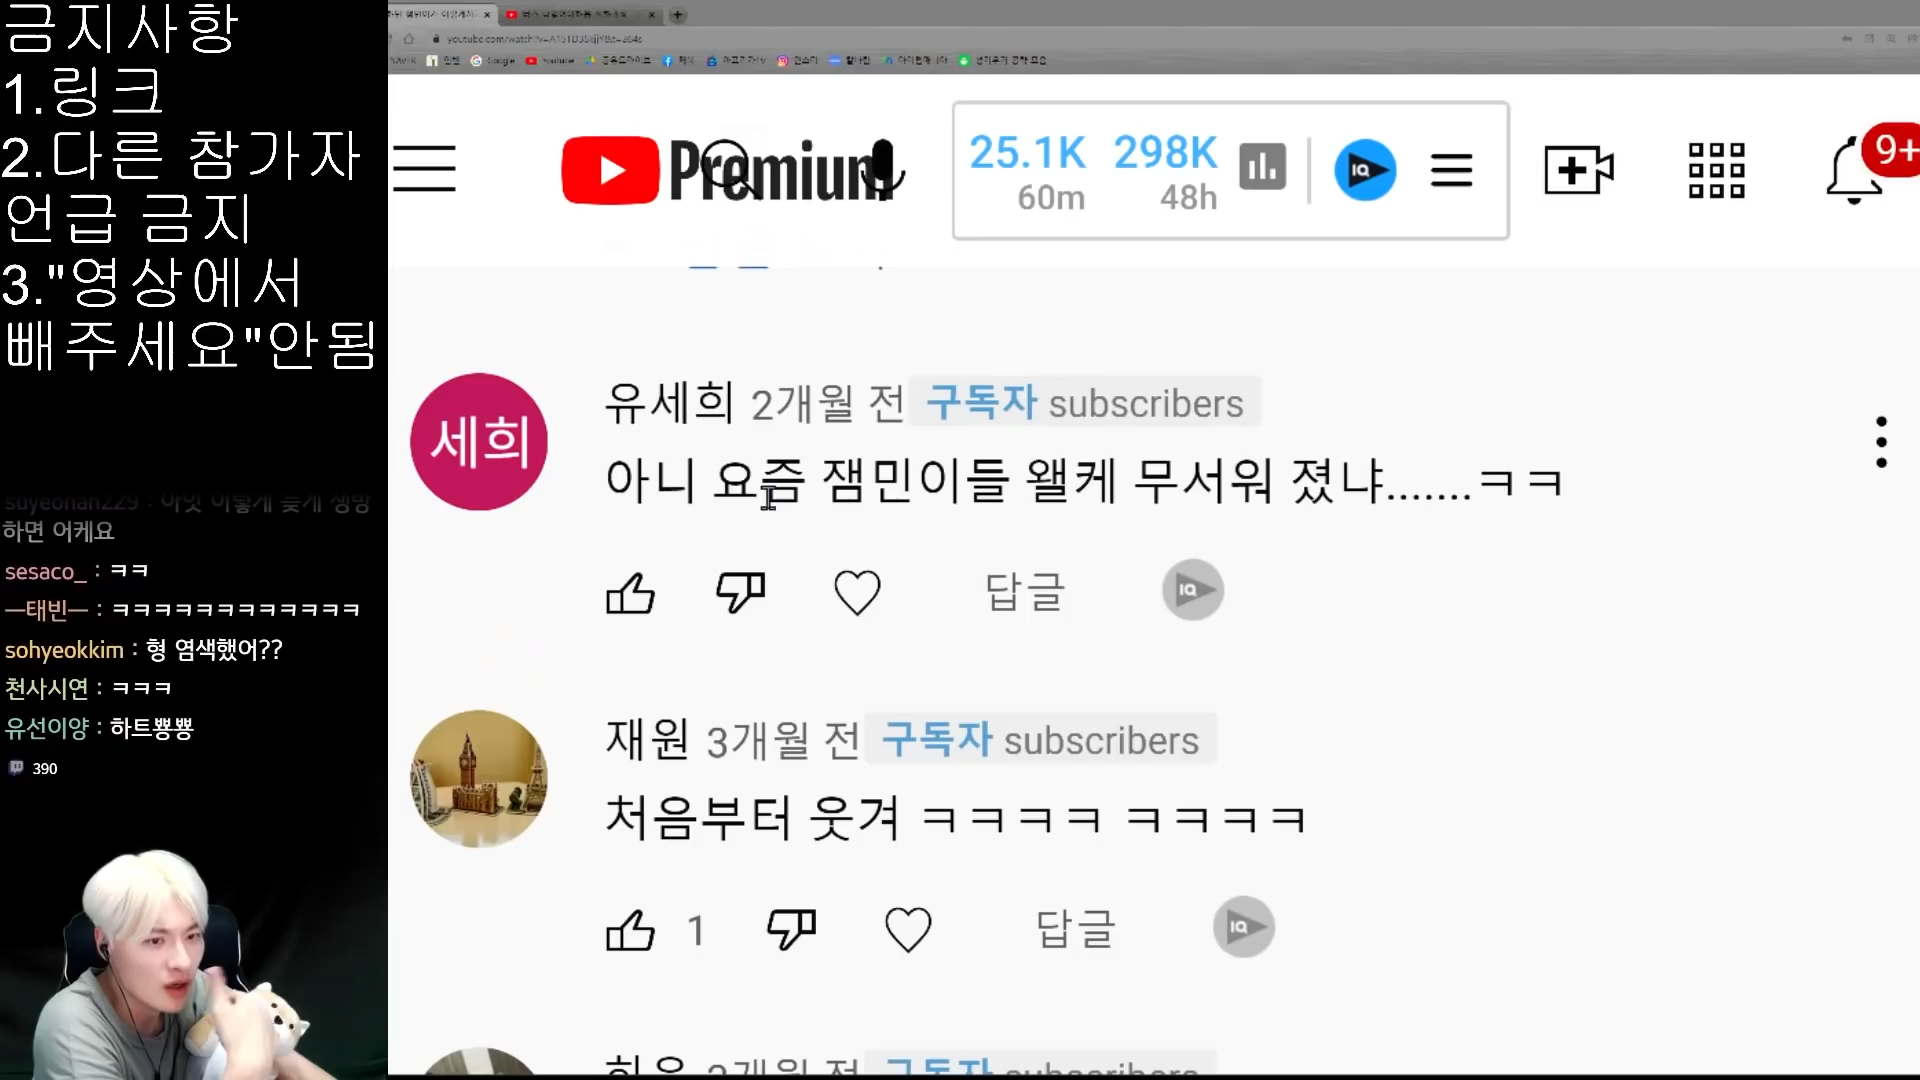 금지사항
1.링크
2.다른 참가자
언급 금지
3."영상에서
빼주세요"안됨
하면 어케요
sesaco_ : ㅋㅋ
—태빈— : ㅋㅋㅋㅋㅋㅋㅋㅋㅋㅋㅋㅋ
sohyeokkim : 형 염색했어??
천사시연 : ㅋㅋㅋ
유선이양 : 하트뿅뿅
390
Google
Premium
25.1K 298K
60m 48h
IQ
9+
세희
유세희 2개월 전 구독자 subscribers
아니 요즘 잼민이들 왤케 무서워 졌냐.......ㅋㅋ
답글 IQ
재원 3개월 전 구독자 subscribers
처음부터 웃겨 ㅋㅋㅋㅋ ㅋㅋㅋㅋ
1 답글 IQ